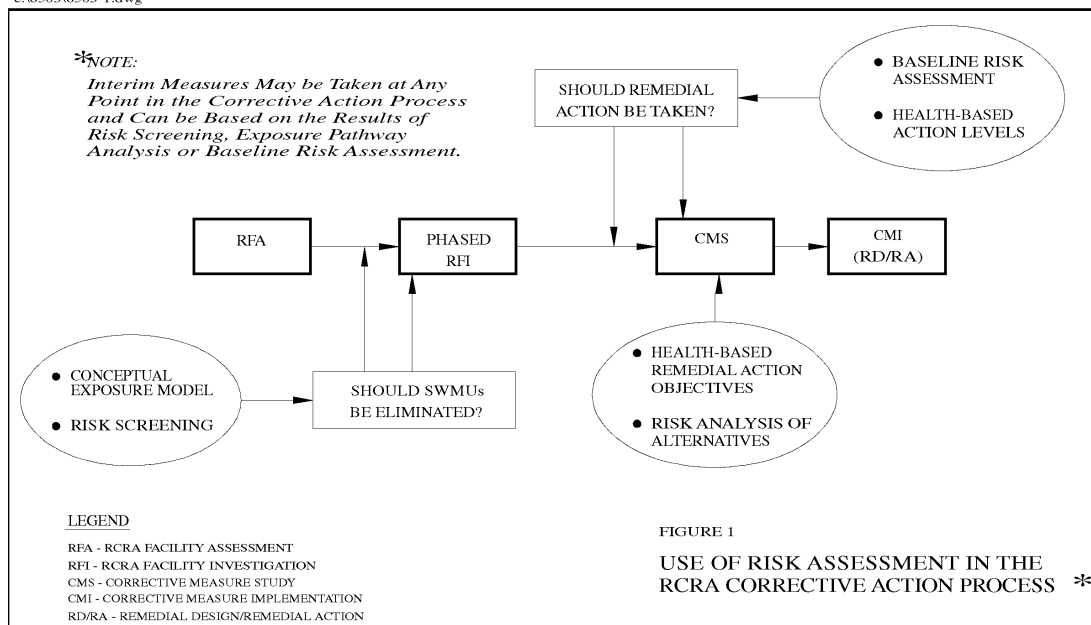 c:\8503\8503-1.dwg
*NOTE:
Interim Measures May be Taken at Any
Point in the Corrective Action Process
and Can be Based on the Results of
Risk Screening, Exposure Pathway
Analysis or Baseline Risk Assessment.
SHOULD REMEDIAL
ACTION BE TAKEN?
● BASELINE RISK
ASSESSMENT
● HEALTH-BASED
ACTION LEVELS
RFA
PHASED
RFI
CMS
CMI
(RD/RA)
● CONCEPTUAL
EXPOSURE MODEL
● RISK SCREENING
SHOULD SWMUs
BE ELIMINATED?
● HEALTH-BASED
REMEDIAL ACTION
OBJECTIVES
● RISK ANALYSIS OF
ALTERNATIVES
LEGEND
RFA - RCRA FACILITY ASSESSMENT
RFI - RCRA FACILITY INVESTIGATION
CMS - CORRECTIVE MEASURE STUDY
CMI - CORRECTIVE MEASURE IMPLEMENTATION
RD/RA - REMEDIAL DESIGN/REMEDIAL ACTION
FIGURE 1
USE OF RISK ASSESSMENT IN THE
RCRA CORRECTIVE ACTION PROCESS *